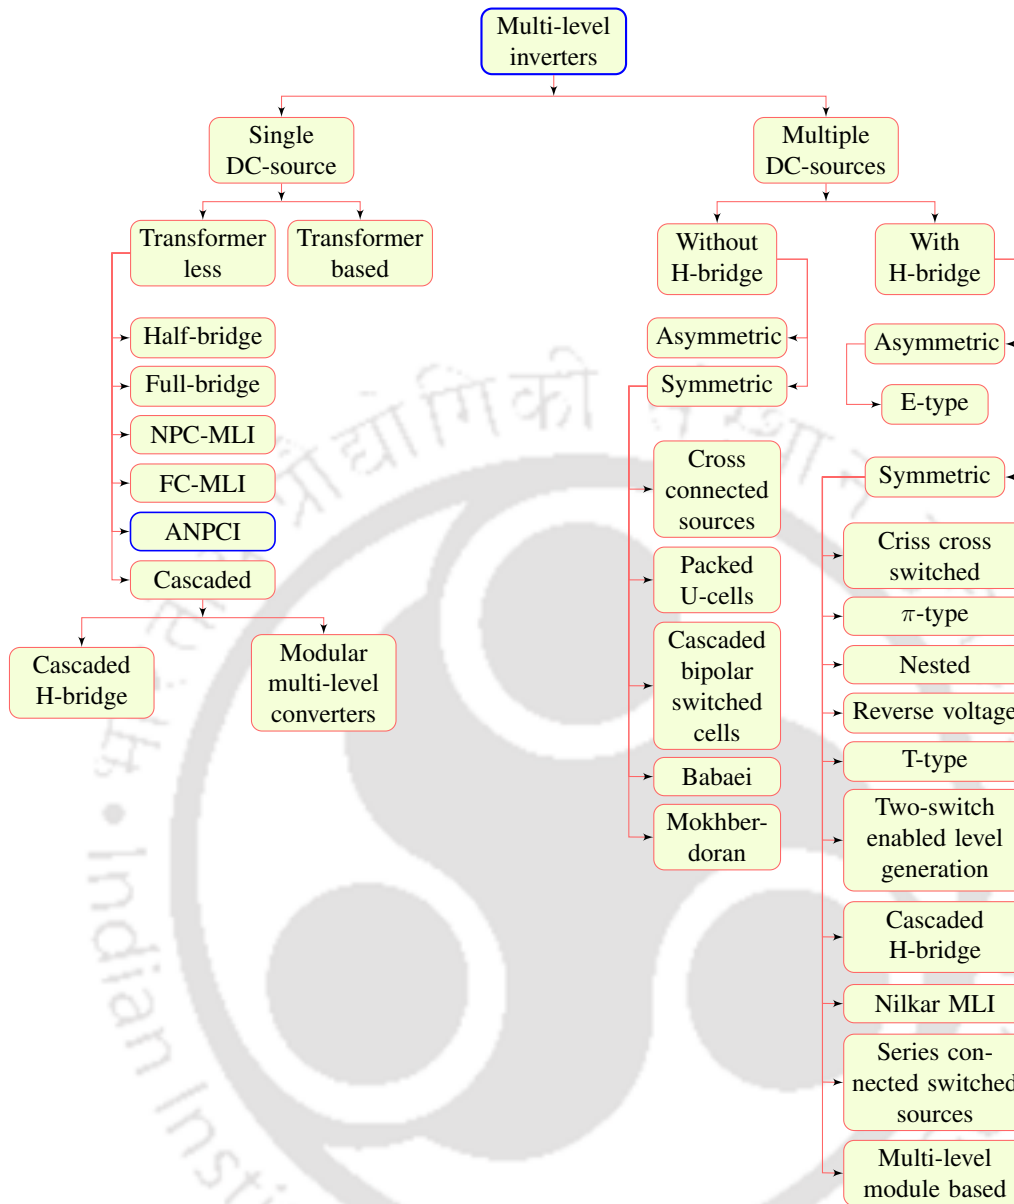 Multi-level
inverters
Single
DC-source
Multiple
DC-sources
Transformer
less
Transformer
based
Without
H-bridge
With
H-bridge
Half-bridge
Full-bridge
NPC-MLI
FC-MLI
ANPCI
Cascaded
Cascaded
H-bridge
Modular
multi-level
converters
Asymmetric
Symmetric
Cross
connected
sources
Packed
U-cells
Cascaded
bipolar
switched
cells
Babaei
Mokhber-
doran
Asymmetric
E-type
Symmetric
Criss cross
switched
π-type
Nested
Reverse voltage
T-type
Two-switch
enabled level
generation
Cascaded
H-bridge
Nilkar MLI
Series con-
nected switched
sources
Multi-level
module based
• Indian